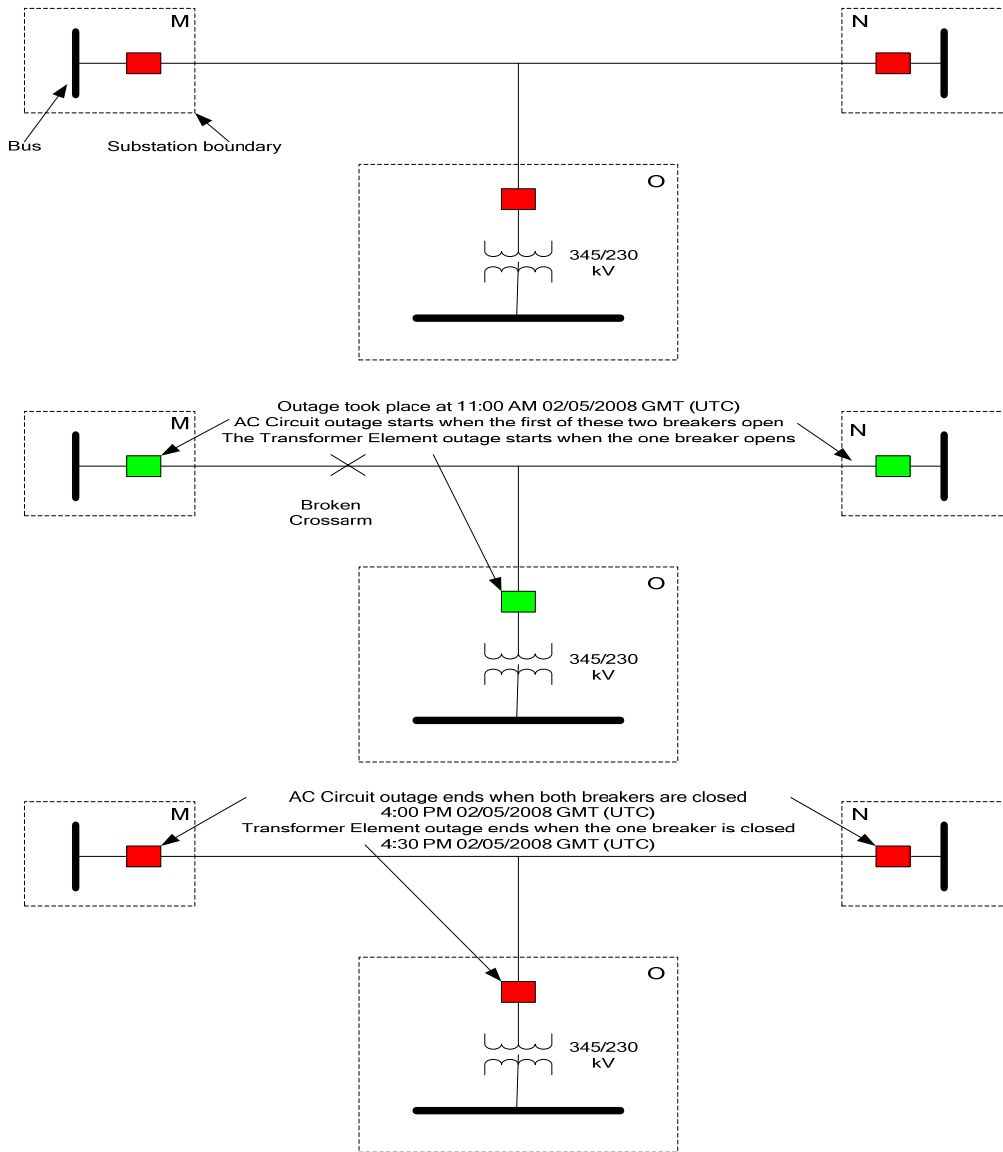 M
N
Bus
Substation boundary
O
345/230
kV
Outage took place at 11:00 AM 02/05/2008 GMT (UTC)
M
AC Circuit outage starts when the first of these two breakers open
N
The Transformer Element outage starts when the one breaker opens
Broken
Crossarm
O
345/230
kV
AC Circuit outage ends when both breakers are closed
M
4:00 PM 02/05/2008 GMT (UTC)
N
Transformer Element outage ends when the one breaker is closed
4:30 PM 02/05/2008 GMT (UTC)
O
345/230
kV